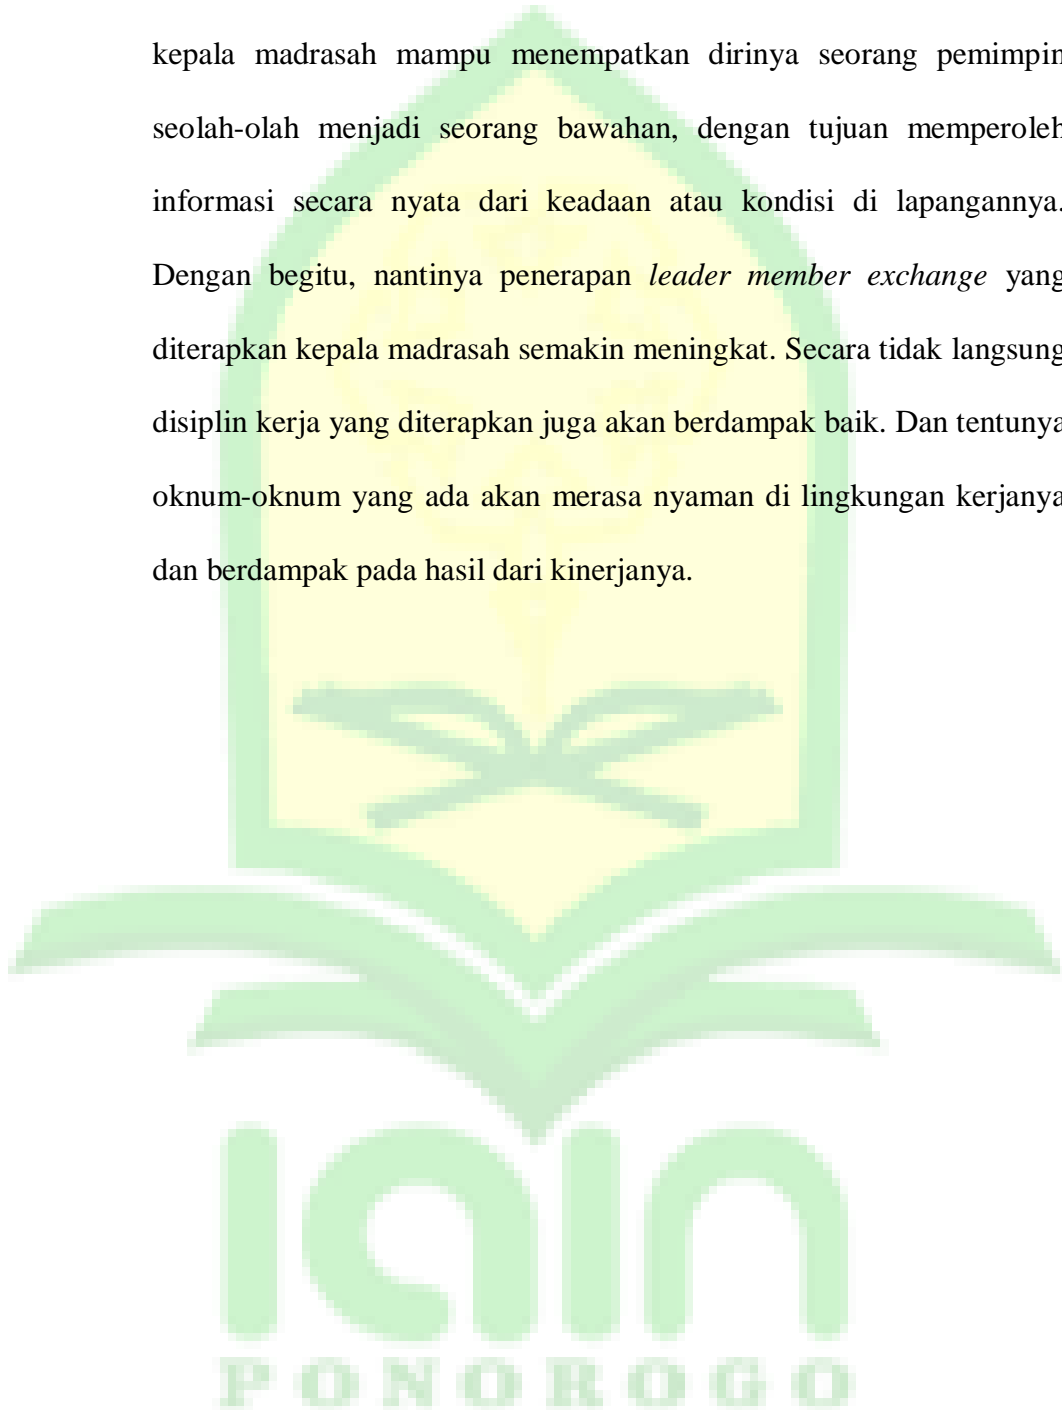 kepala madrasah mampu menempatkan dirinya seorang pemimpin
seolah-olah menjadi seorang bawahan, dengan tujuan memperoleh
informasi secara nyata dari keadaan atau kondisi di lapangannya.
Dengan begitu, nantinya penerapan leader member exchange yang
diterapkan kepala madrasah semakin meningkat. Secara tidak langsung
disiplin kerja yang diterapkan juga akan berdampak baik. Dan tentunya
oknum-oknum yang ada akan merasa nyaman di lingkungan kerjanya
dan berdampak pada hasil dari kinerjanya.
iain
PONOROGO